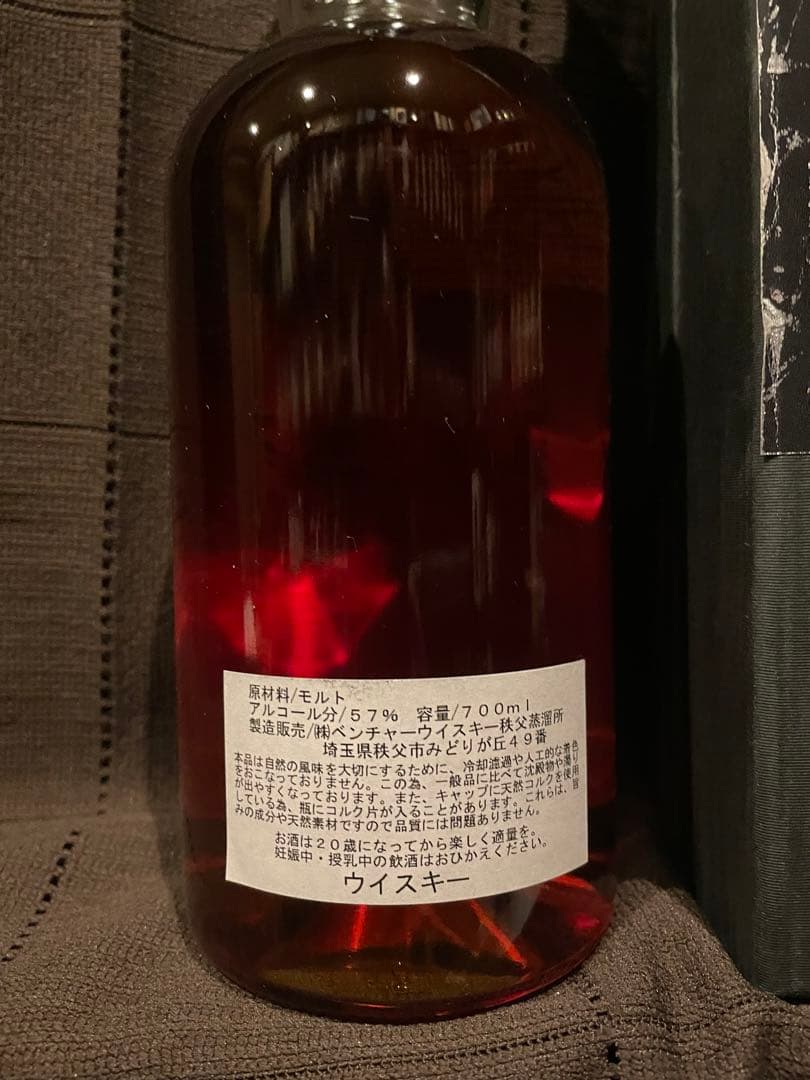 原材料/モルト
アルコール分/57% 容量/700ml
製造販売/㈱ベンチャーウイスキー秩父蒸溜所
埼玉県秩父市みどりが丘49番
本品は自然の風味を大切にするために、冷却濾過や人工的な着色
をおこなっておりません。この為、一般品に比べて沈殿物や濁り
が出やすくなっております。また、キャップに天然コルクを使用
している為、瓶にコルク片が入ることがあります。これらは、旨
みの成分や天然素材ですので品質には問題ありません。
お酒は20歳になってから楽しく適量を。
妊娠中・授乳中の飲酒はおひかえください。
ウイスキー